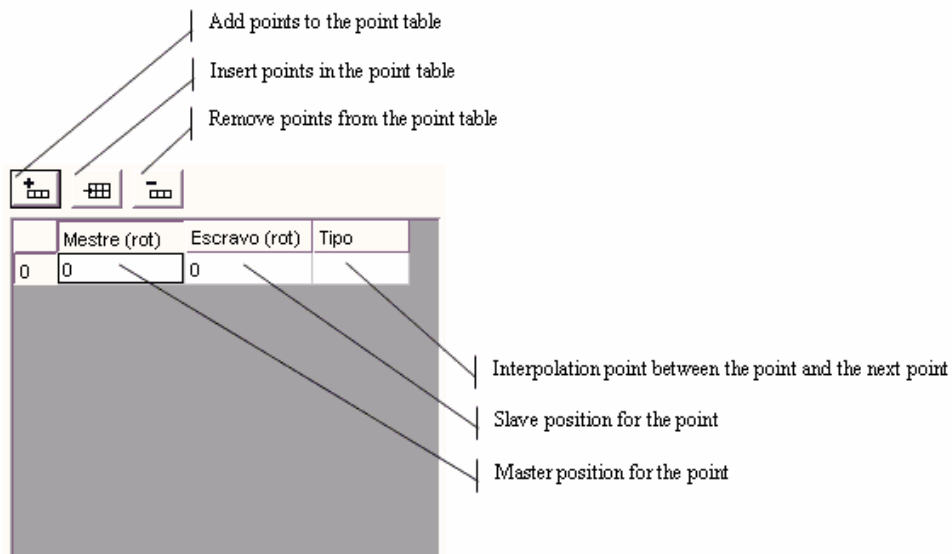 Add points to the point table
Insert points in the point table
Remove points from the point table
Mestre (rot) Escravo (rot) Tipo
0 0 0
Interpolation point between the point and the next point
Slave position for the point
Master position for the point